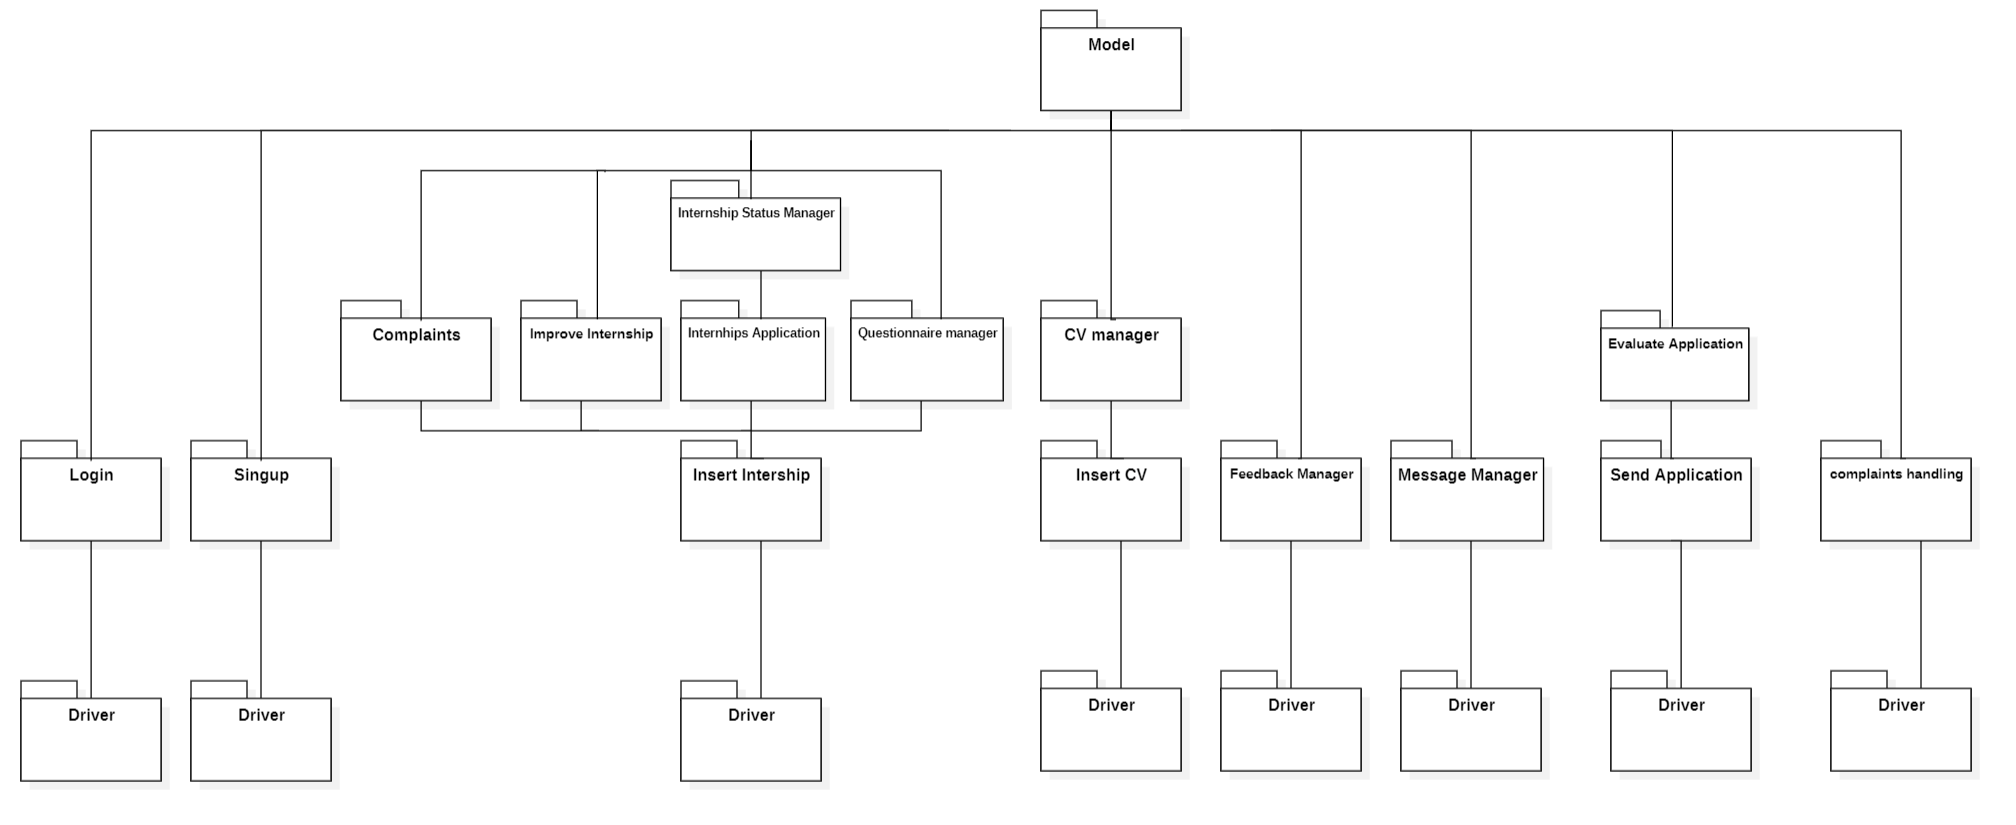 Model
Internship Status Manager
Complaints
Improve Internship
Internhips Application
Questionnaire manager
CV manager
Evaluate Application
Login
Singup
Insert Intership
Insert CV
Feedback Manager
Message Manager
Send Application
complaints handling
Driver
Driver
Driver
Driver
Driver
Driver
Driver
Driver